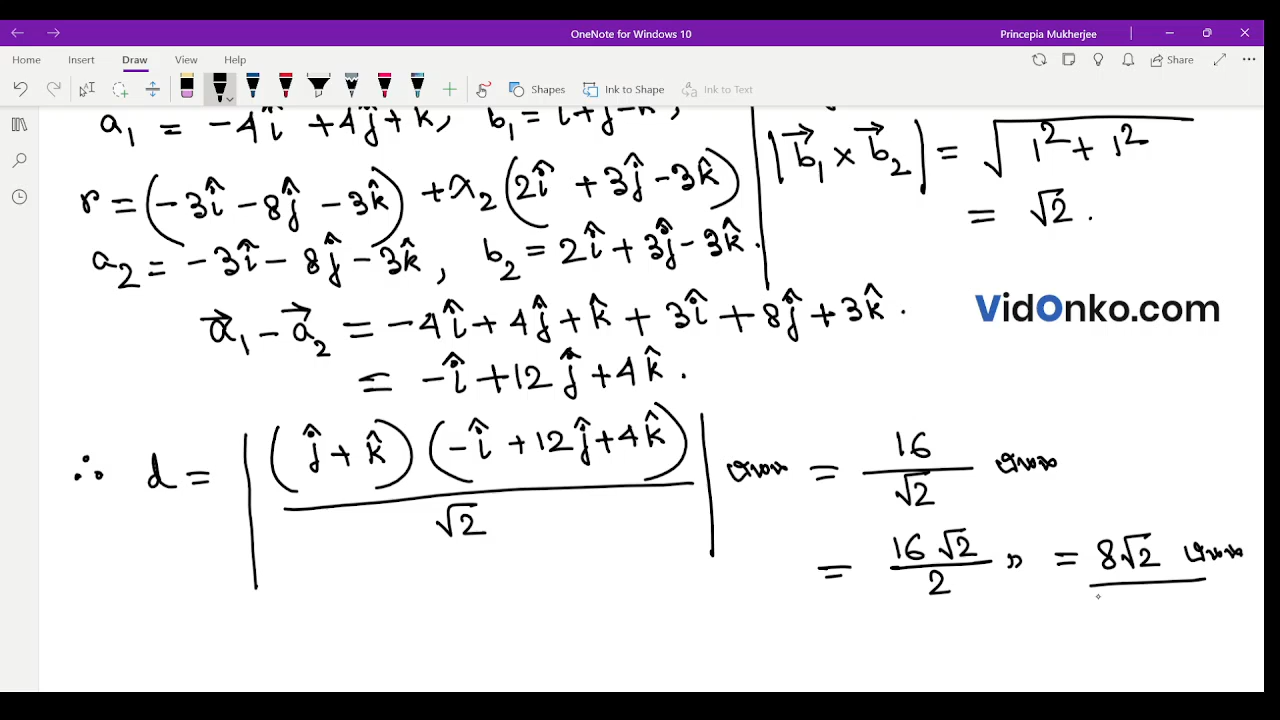 OneNote for Windows 10
Princepia Mukherjee
Home Insert Draw View Help
Share
Shapes Ink to Shape Ink to Text
a₁ = -4î + 4ĵ + k̂, b₁ = î + ĵ - k̂,
r = (-3î - 8ĵ - 3k̂) + λ₂(2î + 3ĵ - 3k̂)
a₂ = -3î - 8ĵ - 3k̂, b₂ = 2î + 3ĵ - 3k̂.
a⃗₁ - a⃗₂ = -4î + 4ĵ + k̂ + 3î + 8ĵ + 3k̂.
= -î + 12ĵ + 4k̂.
|b⃗₁ × b⃗₂| = √(1² + 1²)
= √2.
VidOnko.com
∴ d = |(ĵ + k̂)(-î + 12ĵ + 4k̂) / √2| একক = 16/√2 একক
= 16√2/2 » = 8√2 একক